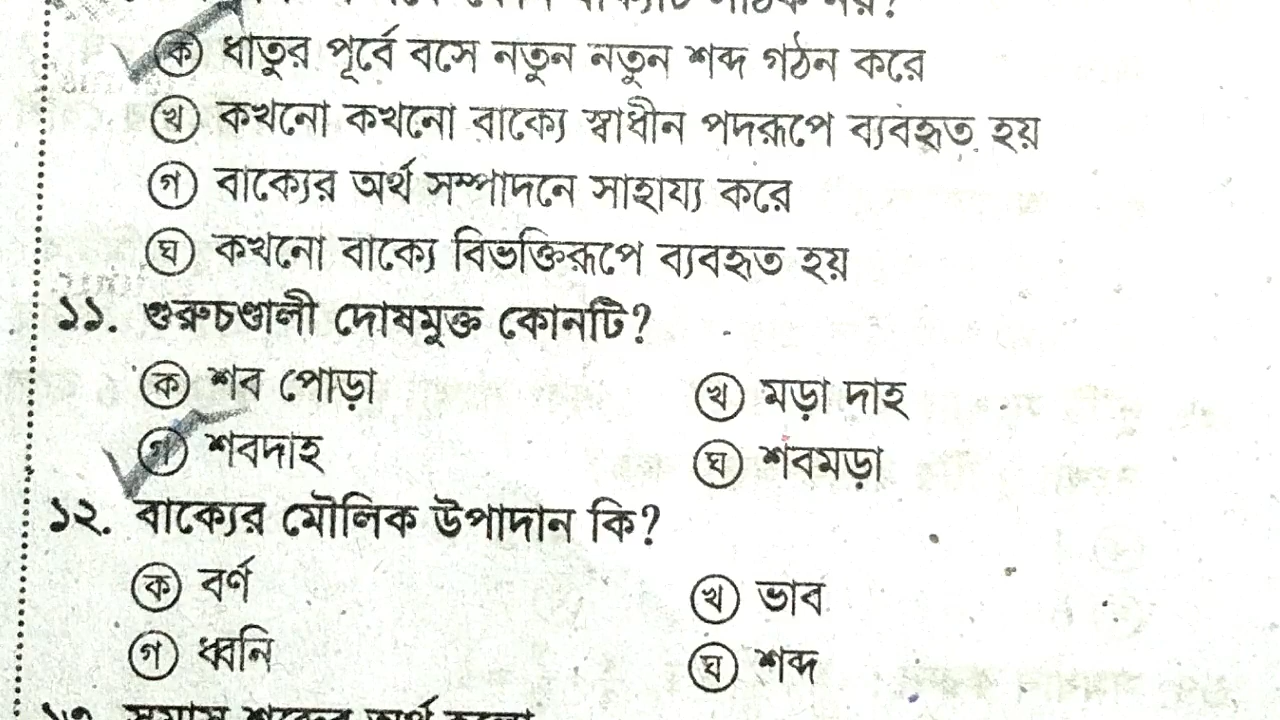 ক ধাতুর পূর্বে বসে নতুন নতুন শব্দ গঠন করে
খ কখনো কখনো বাক্যে স্বাধীন পদরূপে ব্যবহৃত হয়
গ বাক্যের অর্থ সম্পাদনে সাহায্য করে
ঘ কখনো বাক্যে বিভক্তিরূপে ব্যবহৃত হয়
১১. গুরুচণ্ডালী দোষমুক্ত কোনটি?
ক শব পোড়া খ মড়া দাহ
গ শবদাহ ঘ শবমড়া
১২. বাক্যের মৌলিক উপাদান কি?
ক বর্ণ খ ভাব
গ ধ্বনি ঘ শব্দ